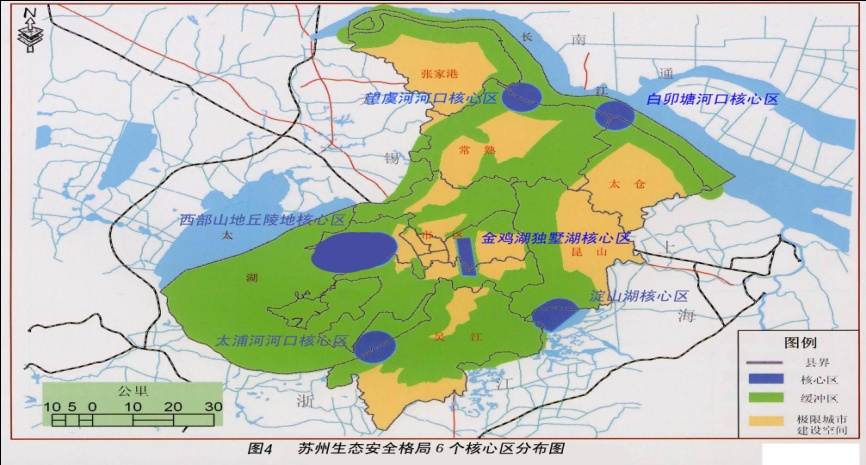 N
长
南
通
江
张家港
望虞河河口核心区
白卯塘河口核心区
锡
常 熟
太 仓
西部山地丘陵地核心区
太
市 区
金鸡湖独墅湖核心区
上
昆 山
湖
淀山湖核心区
海
太浦河河口核心区
吴 江
图例
县界
核心区
缓冲区
极限城市
建设空间
公里
10 5 0 10 20 30
浙
江
图4 苏州生态安全格局 6 个核心区分布图